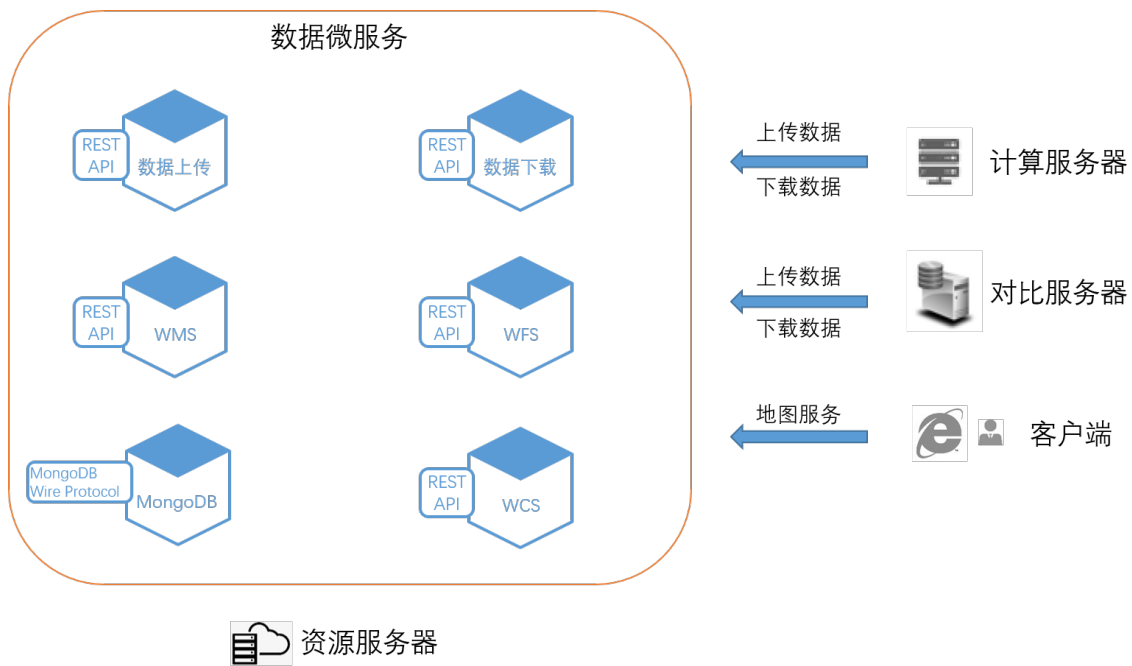 数据微服务
REST
API
数据上传
REST
API
数据下载
上传数据
下载数据
计算服务器
REST
API
WMS
REST
API
WFS
上传数据
下载数据
对比服务器
MongoDB
Wire Protocol
MongoDB
REST
API
WCS
地图服务
客户端
资源服务器